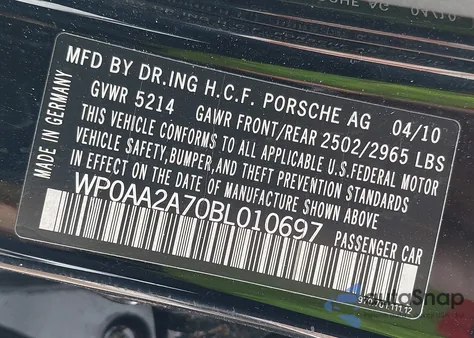 MFD BY DR.ING H.C.F. PORSCHE AG 04/10
GVWR 5214 GAWR FRONT/REAR 2502/2965 LBS
THIS VEHICLE CONFORMS TO ALL APPLICABLE U.S.FEDERAL MOTOR
VEHICLE SAFETY,BUMPER,AND THEFT PREVENTION STANDARDS
IN EFFECT ON THE DATE OF MANUFACTURE SHOWN ABOVE
WP0AA2A70BL010697 PASSENGER CAR
MADE IN GERMANY
AutoSnap